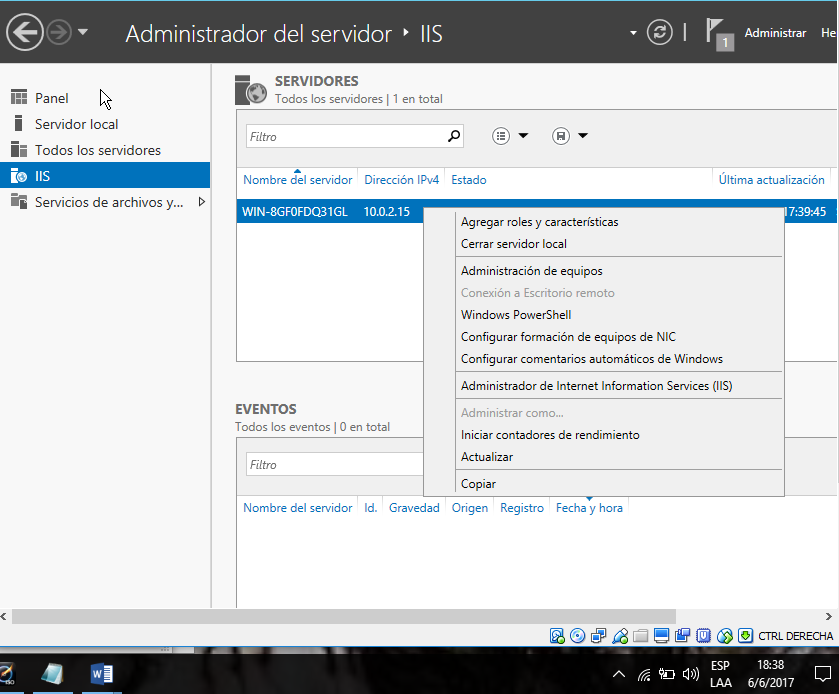 Administrador del servidor ‣ IIS
1
Administrar
He
Panel
Servidor local
Todos los servidores
IIS
Servicios de archivos y...
SERVIDORES
Todos los servidores | 1 en total
Filtro
Nombre del servidor Dirección IPv4 Estado Última actualización
WIN-8GF0FDQ31GL 10.0.2.15 17:39:45
Agregar roles y características
Cerrar servidor local
Administración de equipos
Conexión a Escritorio remoto
Windows PowerShell
Configurar formación de equipos de NIC
Configurar comentarios automáticos de Windows
Administrador de Internet Information Services (IIS)
Administrar como...
Iniciar contadores de rendimiento
Actualizar
Copiar
EVENTOS
Todos los eventos | 0 en total
Filtro
Nombre del servidor Id. Gravedad Origen Registro Fecha y hora
CTRL DERECHA
ESP
LAA
18:38
6/6/2017